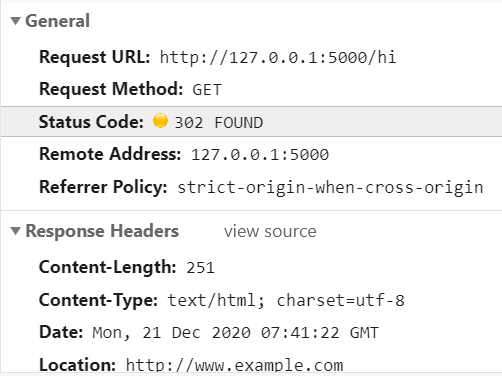 General
Request URL: http://127.0.0.1:5000/hi
Request Method: GET
Status Code: 302 FOUND
Remote Address: 127.0.0.1:5000
Referrer Policy: strict-origin-when-cross-origin
Response Headers view source
Content-Length: 251
Content-Type: text/html; charset=utf-8
Date: Mon, 21 Dec 2020 07:41:22 GMT
Location: http://www.example.com